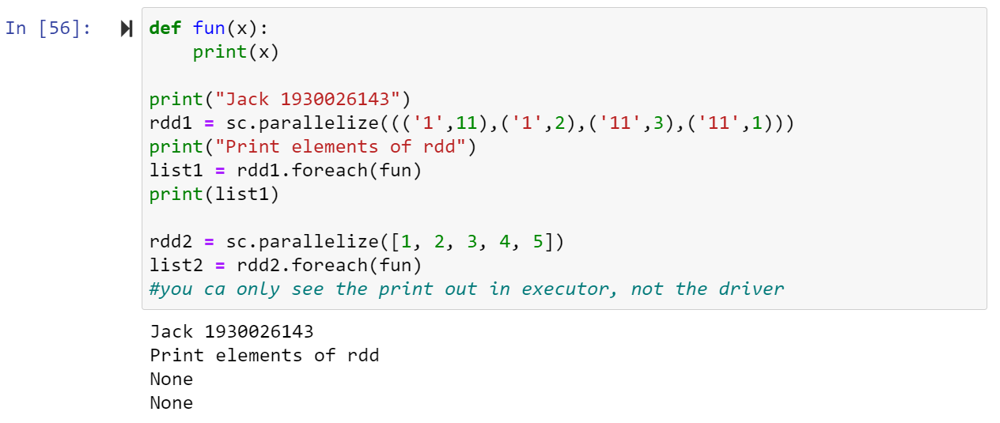 In [56]:
def fun(x):
    print(x)

print("Jack 1930026143")
rdd1 = sc.parallelize((('1',11),('1',2),('11',3),('11',1)))
print("Print elements of rdd")
list1 = rdd1.foreach(fun)
print(list1)

rdd2 = sc.parallelize([1, 2, 3, 4, 5])
list2 = rdd2.foreach(fun)
#you ca only see the print out in executor, not the driver
Jack 1930026143
Print elements of rdd
None
None